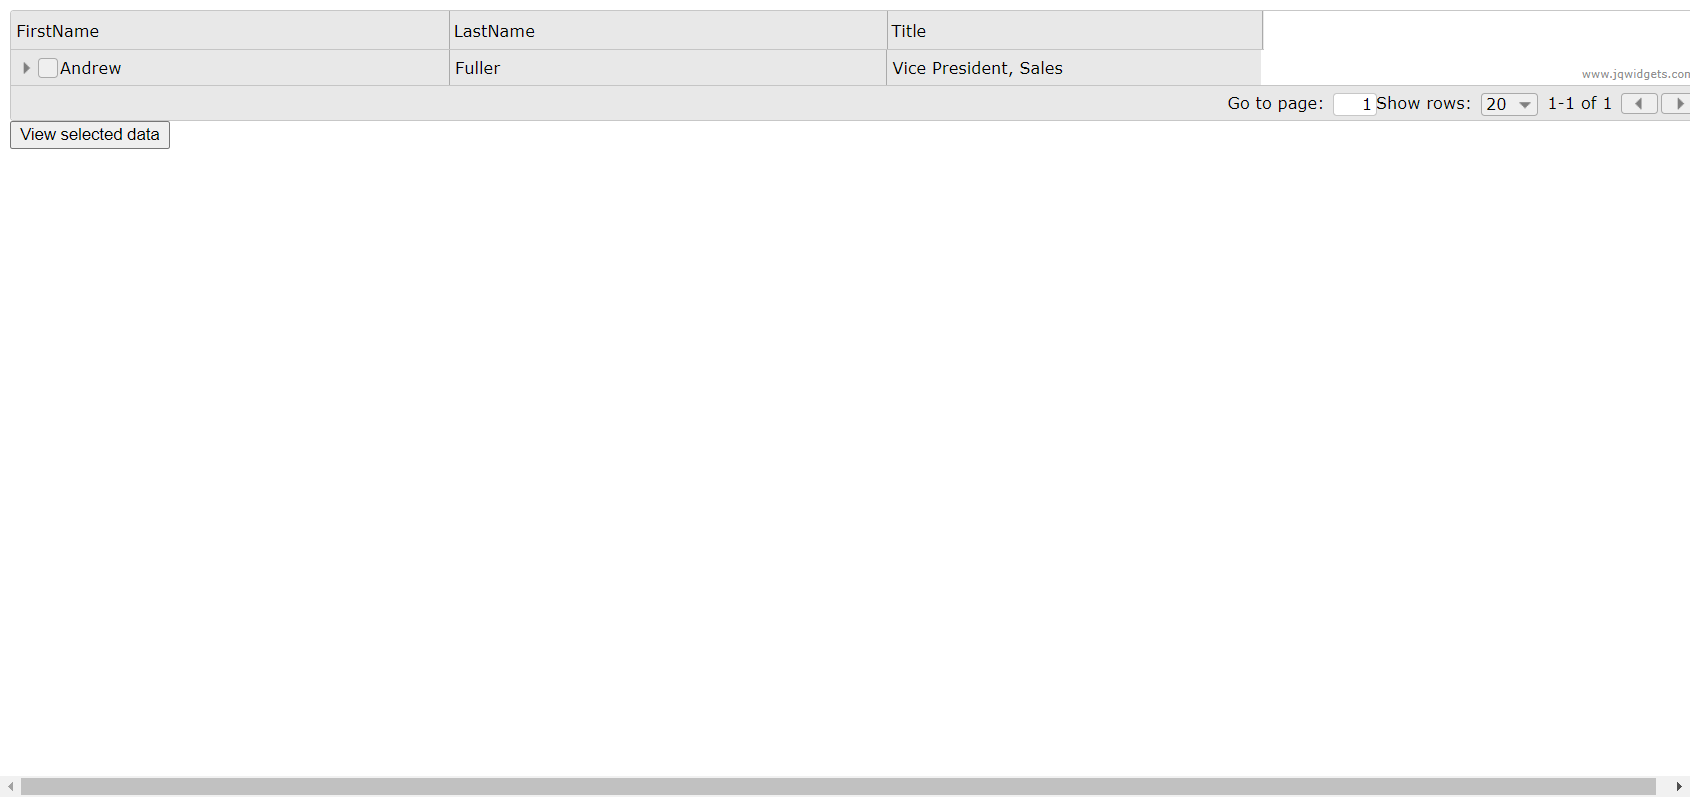 FirstName LastName Title
Andrew Fuller Vice President, Sales
www.jqwidgets.com
Go to page: 1 Show rows: 20 1-1 of 1
View selected data